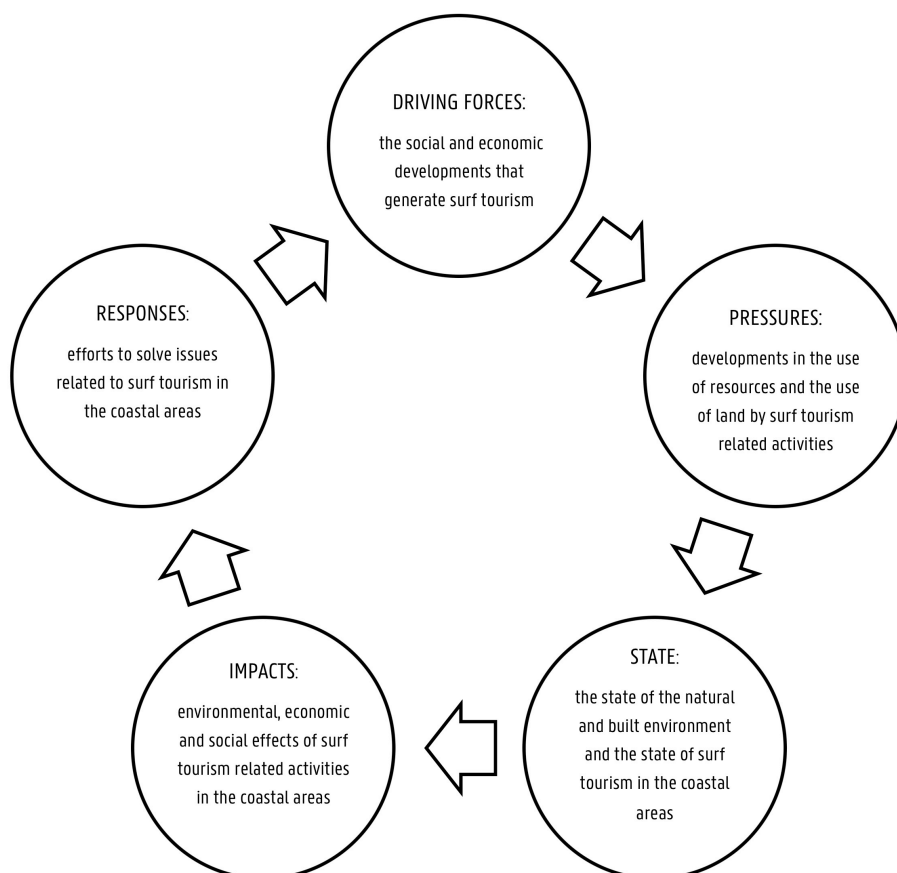 DRIVING FORCES:
the social and economic
developments that
generate surf tourism
PRESSURES:
developments in the use
of resources and the use
of land by surf tourism
related activities
STATE:
the state of the natural
and built environment
and the state of surf
tourism in the coastal
areas
IMPACTS:
environmental, economic
and social effects of surf
tourism related activities
in the coastal areas
RESPONSES:
efforts to solve issues
related to surf tourism in
the coastal areas